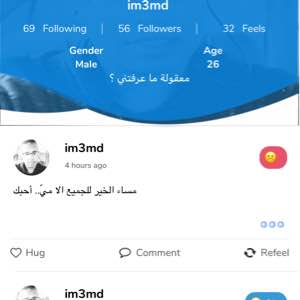 im3md
69 Following | 56 Followers | 32 Feels
Gender Age
Male 26
معقولة ما عرفتني ؟
im3md
4 hours ago
مساء الخير للجميع الا ميّ.. أحبك
Hug Comment Refeel
im3md